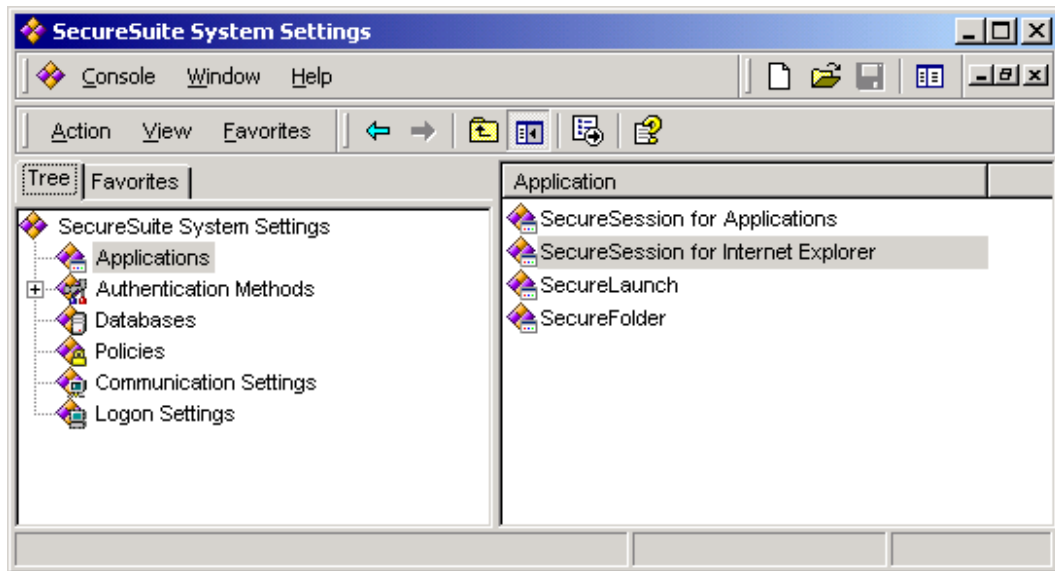 SecureSuite System Settings
Console Window Help
Action View Favorites
Tree Favorites
SecureSuite System Settings
Applications
Authentication Methods
Databases
Policies
Communication Settings
Logon Settings
Application
SecureSession for Applications
SecureSession for Internet Explorer
SecureLaunch
SecureFolder